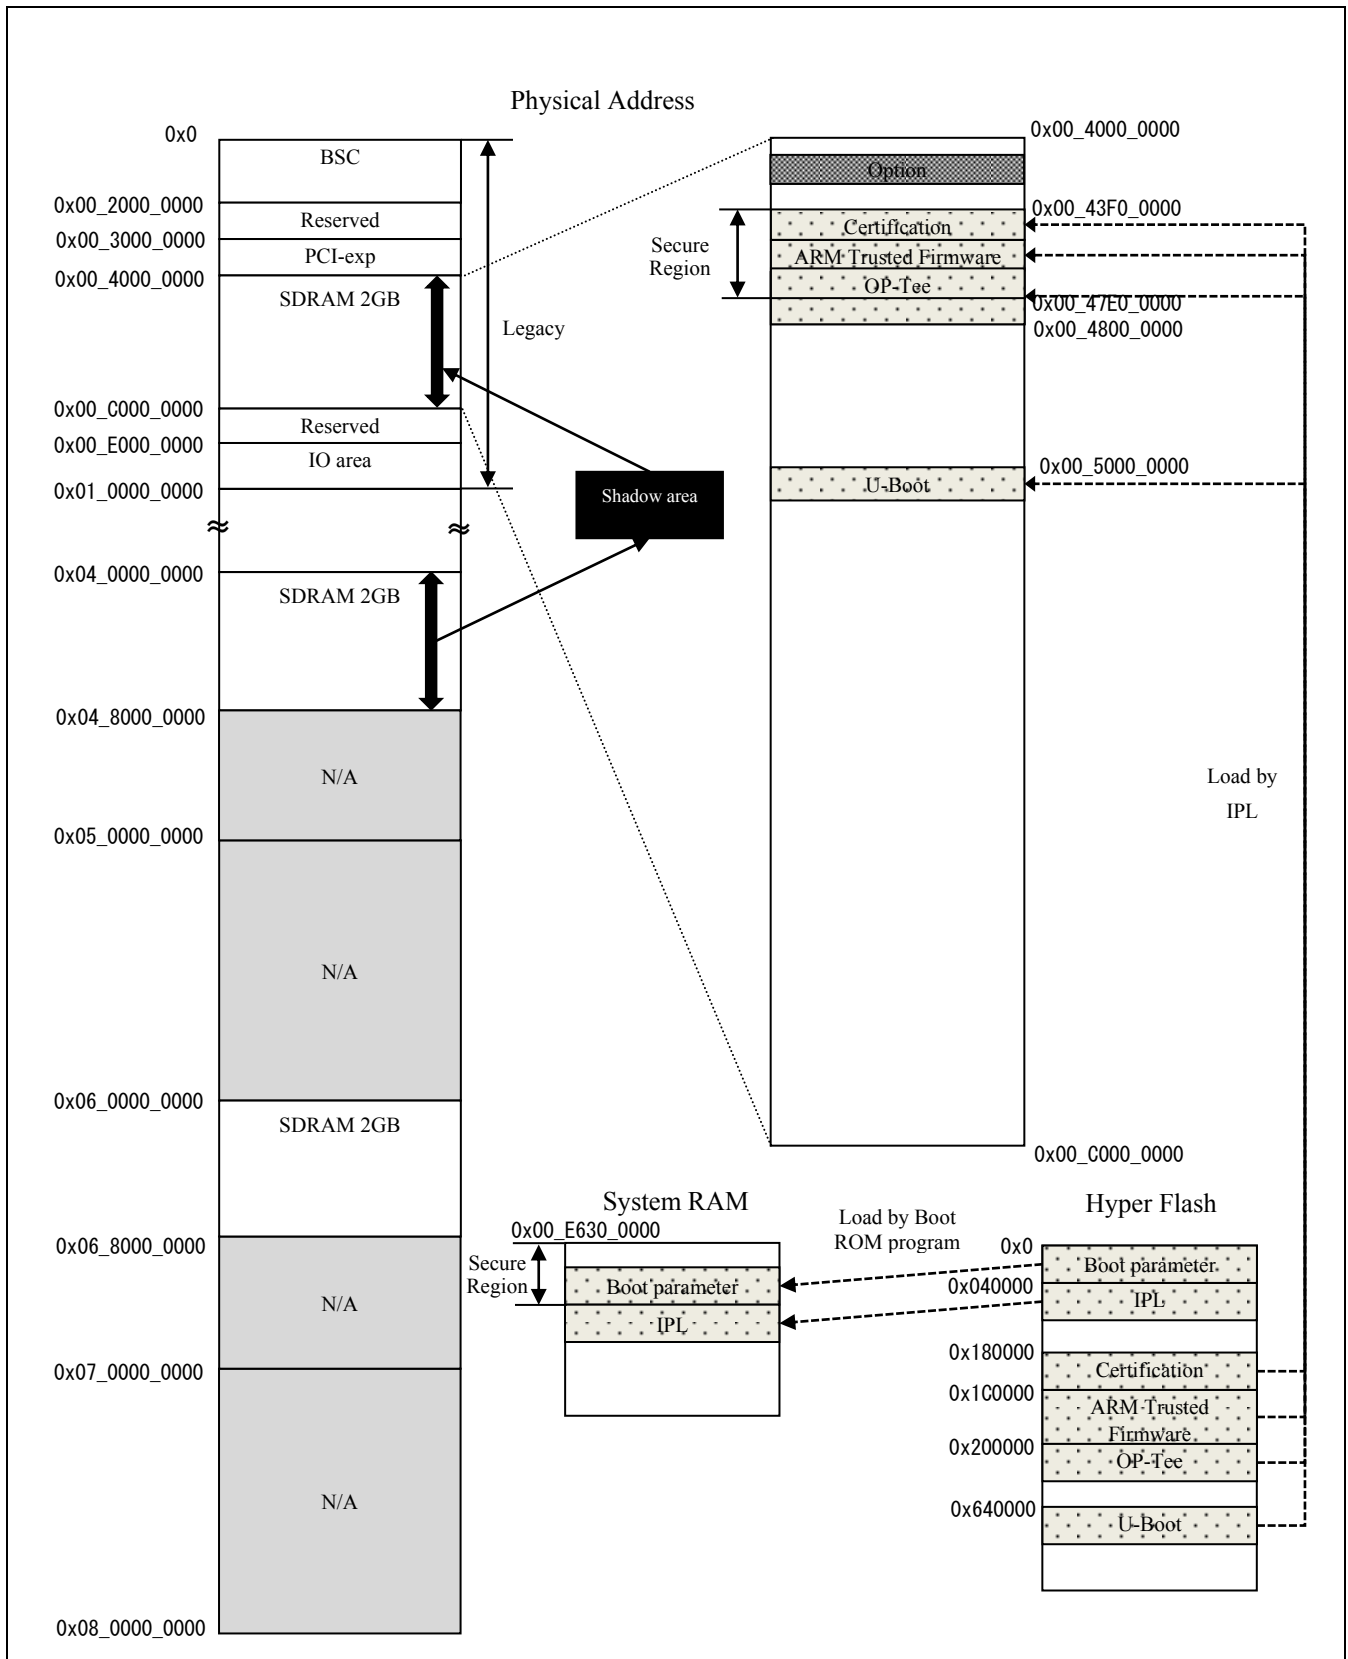 Physical Address
0x0
BSC
0x00_2000_0000
Reserved
0x00_3000_0000
PCI-exp
0x00_4000_0000
SDRAM 2GB
Legacy
0x00_C000_0000
Reserved
0x00_E000_0000
IO area
0x01_0000_0000
≈
≈
0x04_0000_0000
SDRAM 2GB
0x04_8000_0000
N/A
0x05_0000_0000
N/A
0x06_0000_0000
SDRAM 2GB
0x06_8000_0000
N/A
0x07_0000_0000
N/A
0x08_0000_0000
Shadow area
0x00_4000_0000
Option
0x00_43F0_0000
Secure
Region
Certification
ARM Trusted Firmware
OP-Tee
0x00_47E0_0000
0x00_4800_0000
0x00_5000_0000
U-Boot
Load by
IPL
0x00_C000_0000
System RAM
0x00_E630_0000
Secure
Region
Boot parameter
IPL
Load by Boot
ROM program
Hyper Flash
0x0
Boot parameter
0x040000
IPL
0x180000
Certification
0x1C0000
ARM Trusted
Firmware
0x200000
OP-Tee
0x640000
U-Boot